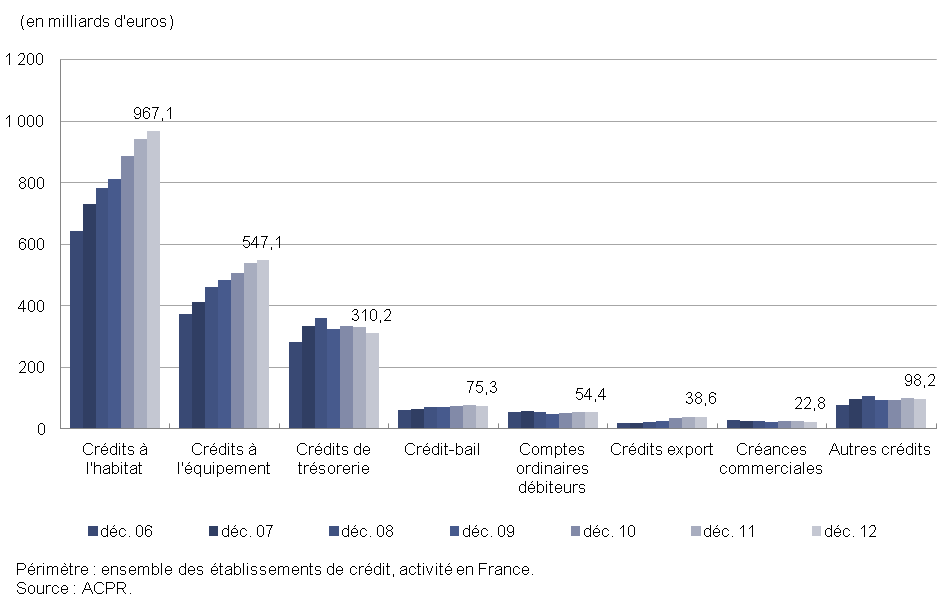 (en milliards d'euros)
1 200
1 000
800
600
400
200
0
967,1
547,1
310,2
75,3
54,4
38,6
22,8
98,2
Crédits à
l'habitat
Crédits à
l'équipement
Crédits de
trésorerie
Crédit-bail
Comptes
ordinaires
débiteurs
Crédits export
Créances
commerciales
Autres crédits
déc. 06
déc. 07
déc. 08
déc. 09
déc. 10
déc. 11
déc. 12
Périmètre : ensemble des établissements de crédit, activité en France.
Source : ACPR.